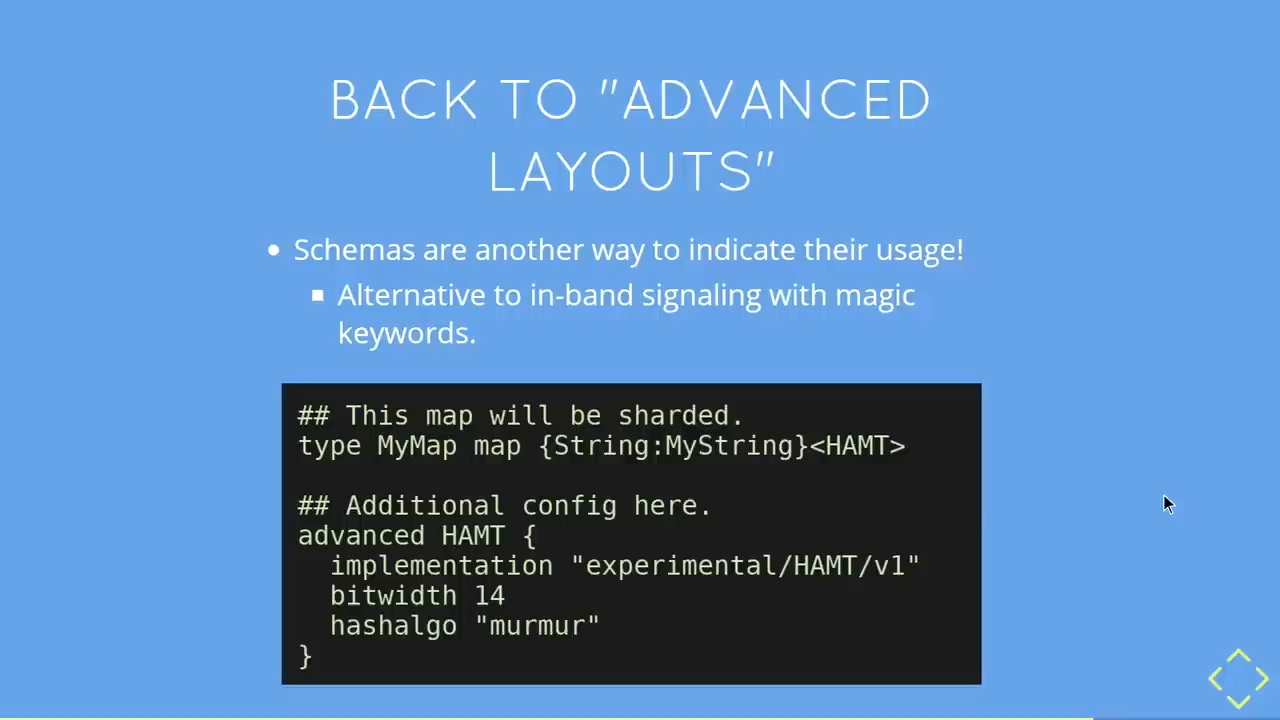 BACK TO "ADVANCED
LAYOUTS"
Schemas are another way to indicate their usage!
Alternative to in-band signaling with magic
keywords.
## This map will be sharded.
type MyMap map {String:MyString}<HAMT>
## Additional config here.
advanced HAMT {
  implementation "experimental/HAMT/v1"
  bitwidth 14
  hashalgo "murmur"
}